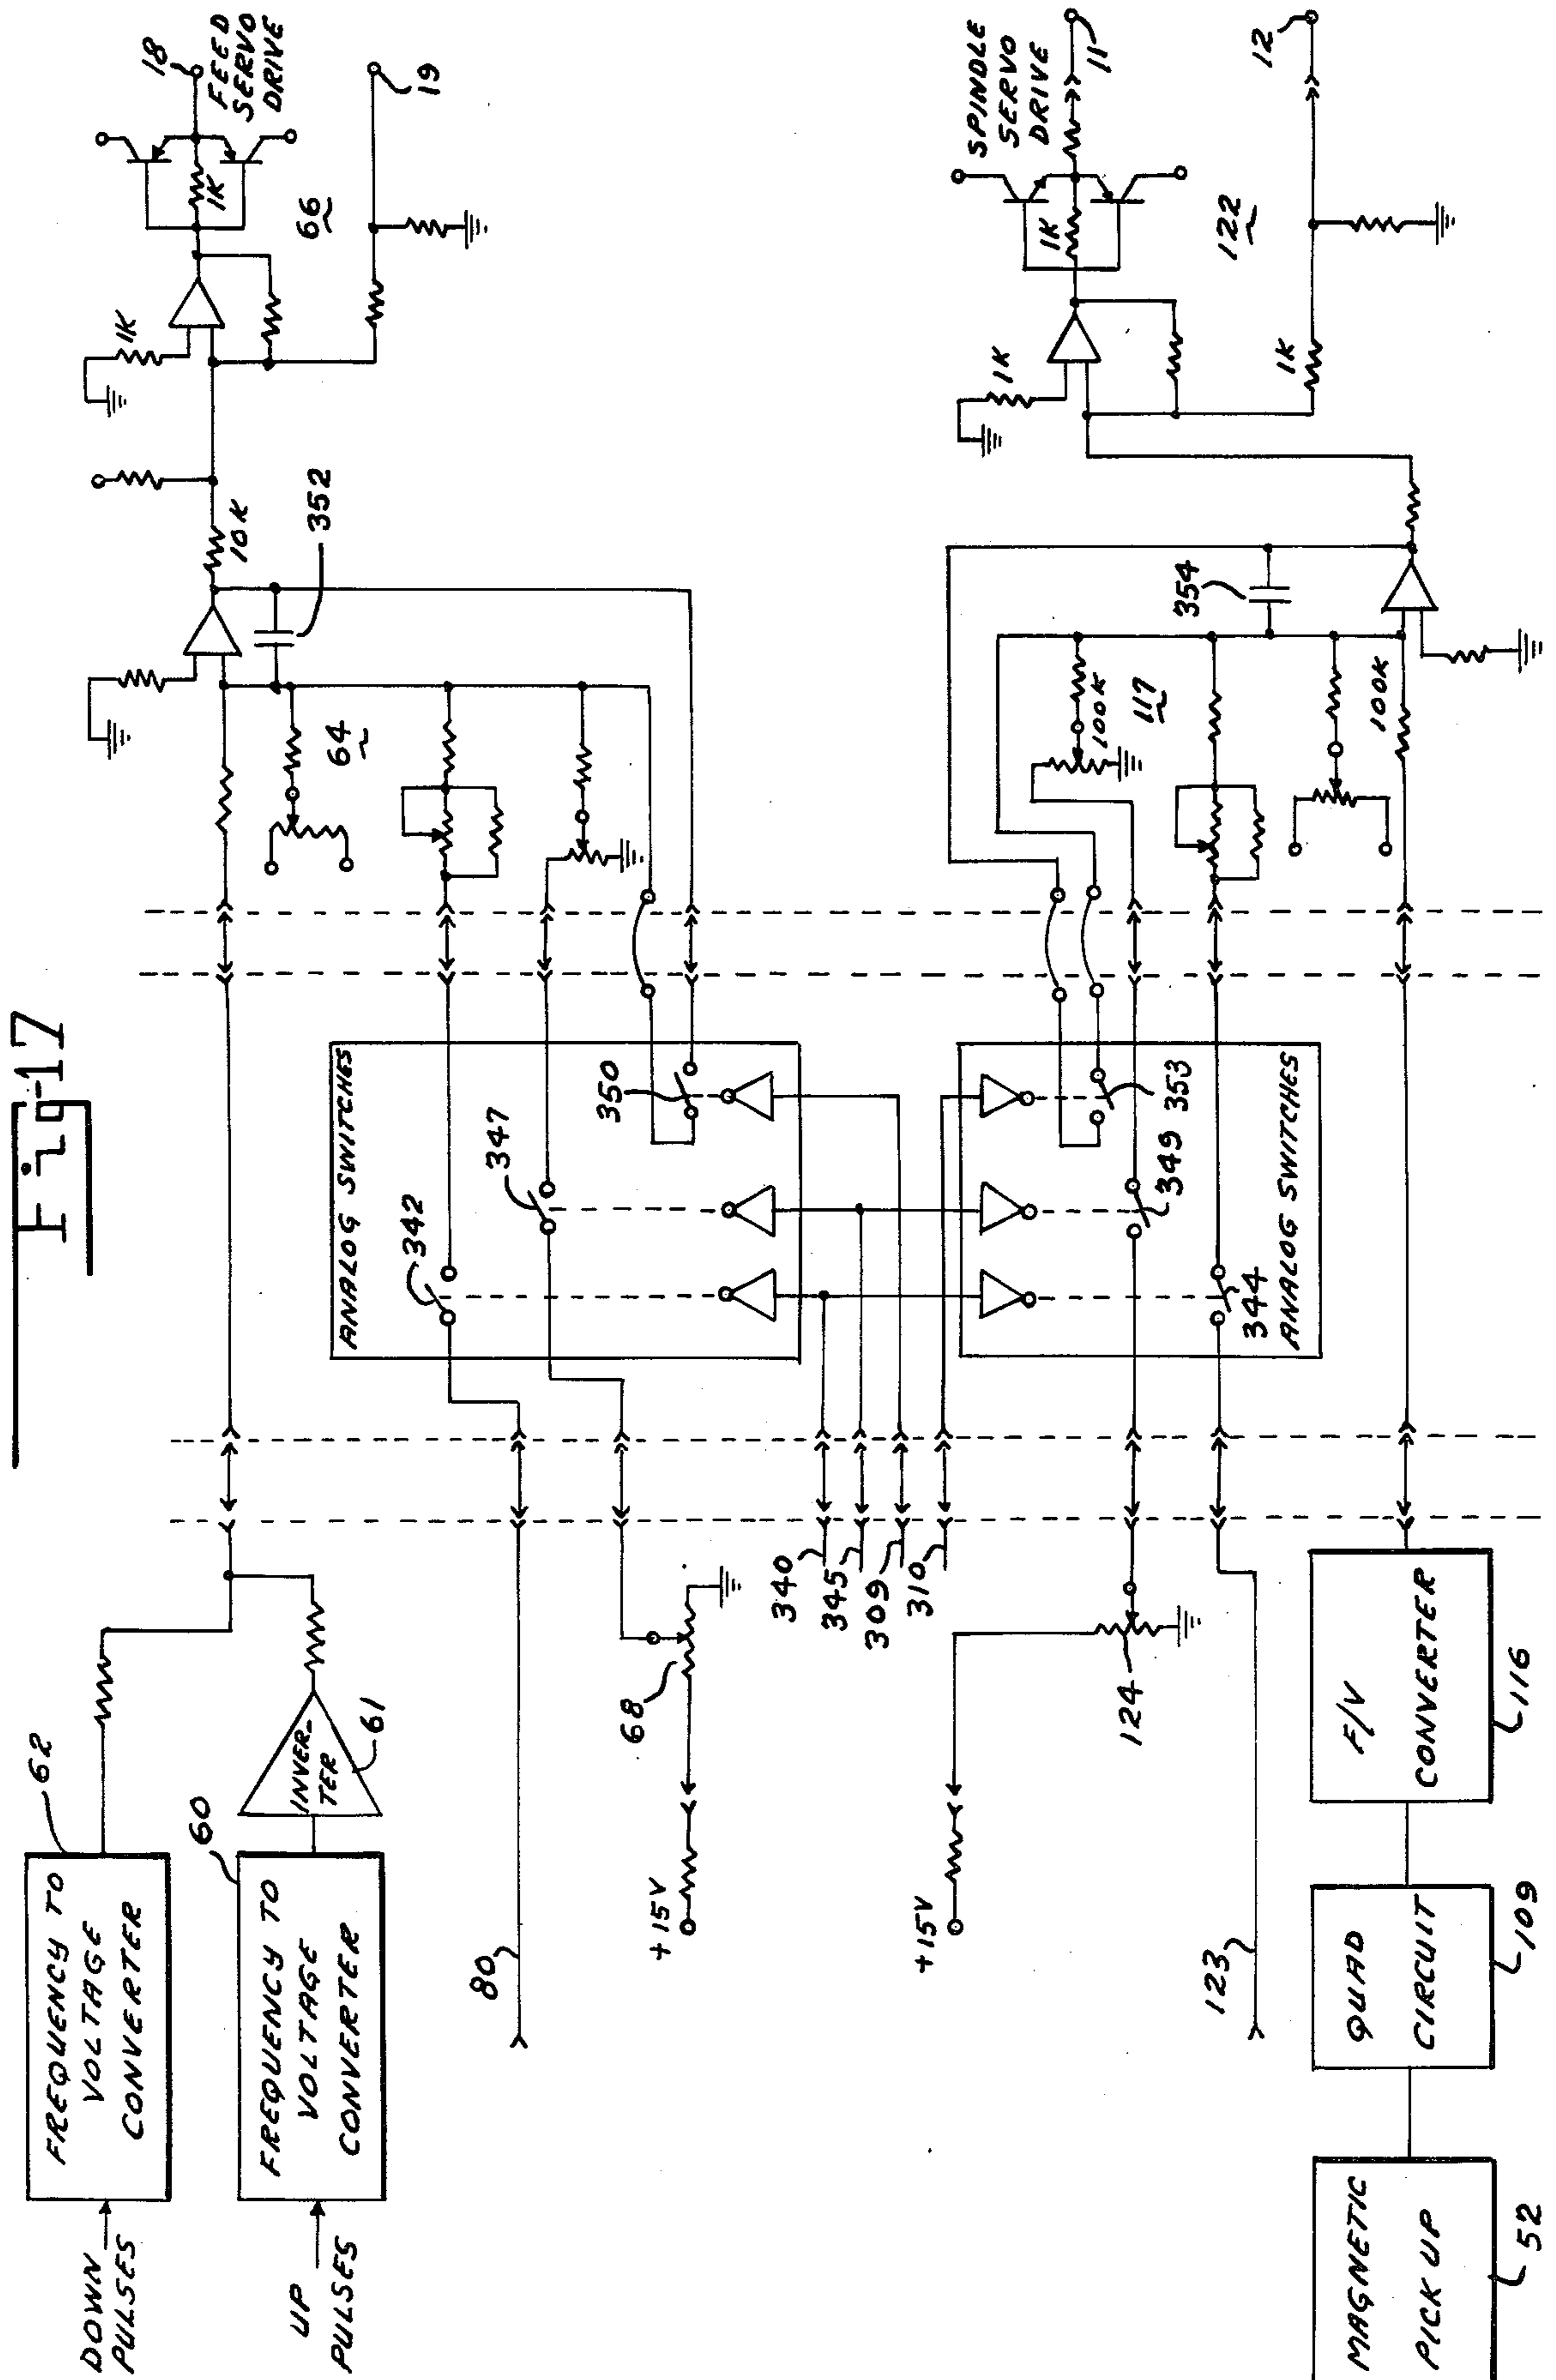 Fig-17
DOWN
PULSES
FREQUENCY TO
VOLTAGE
CONVERTER
62
UP
PULSES
FREQUENCY TO
VOLTAGE
CONVERTER
60
INVER-
TER
61
80
+15V
68
340
345
309
310
+15V
124
123
MAGNETIC
PICK UP
52
QUAD
CIRCUIT
109
F/V
CONVERTER
116
ANALOG SWITCHES
342
347
350
353
349
344
ANALOG SWITCHES
64
352
10K
1K
66
1K
18
FEED
SERVO
DRIVE
19
117
100K
100K
354
1K
1K
1K
122
SPINDLE
SERVO
DRIVE
11
12